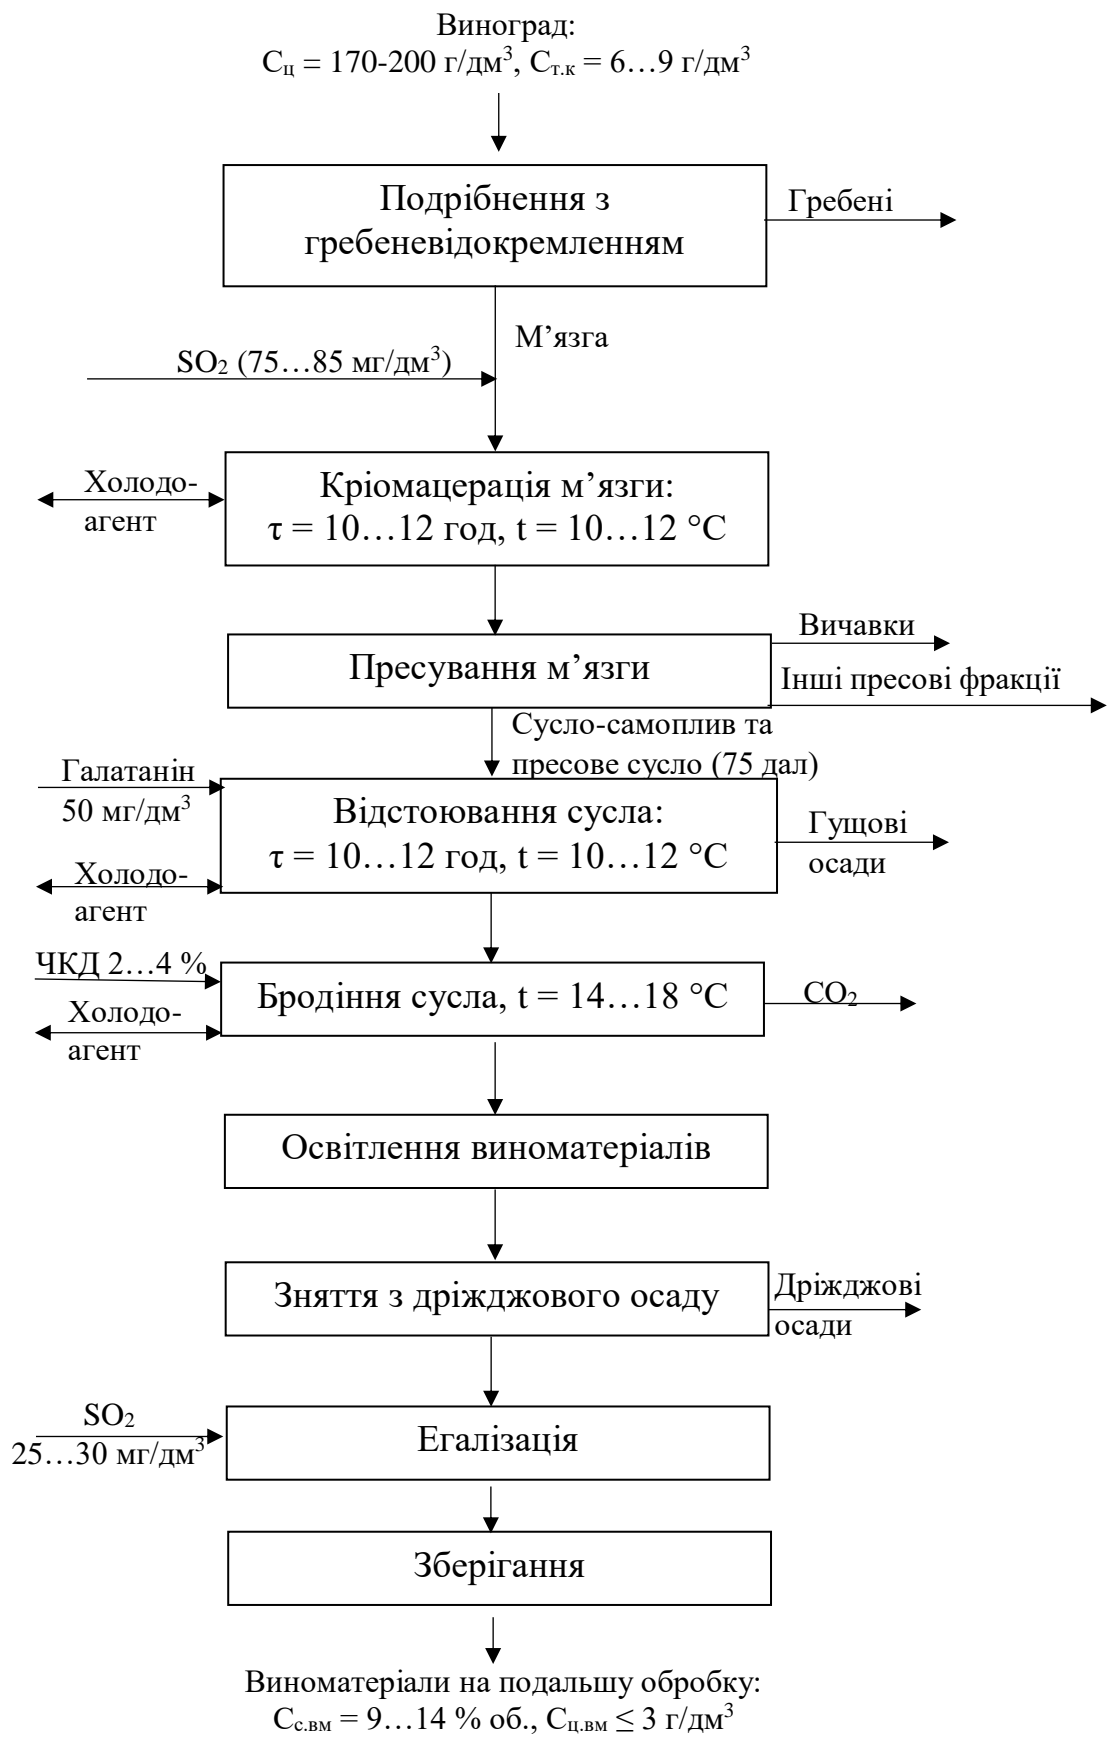 Виноград:
Сц = 170-200 г/дм³, Ст.к = 6…9 г/дм³
Подрібнення з
гребеневідокремленням
Гребені
М’язга
SO₂ (75…85 мг/дм³)
Холодо-
агент
Кріомацерація м’язги:
τ = 10…12 год, t = 10…12 °С
Вичавки
Пресування м’язги
Інші пресові фракції
Сусло-самоплив та
пресове сусло (75 дал)
Галатанін
50 мг/дм³
Відстоювання сусла:
τ = 10…12 год, t = 10…12 °С
Гущові
осади
Холодо-
агент
ЧКД 2…4 %
Бродіння сусла, t = 14…18 °С
СО₂
Холодо-
агент
Освітлення виноматеріалів
Зняття з дріжджового осаду
Дріжджові
осади
SO₂
25…30 мг/дм³
Егалізація
Зберігання
Виноматеріали на подальшу обробку:
Сс.вм = 9…14 % об., Сц.вм ≤ 3 г/дм³